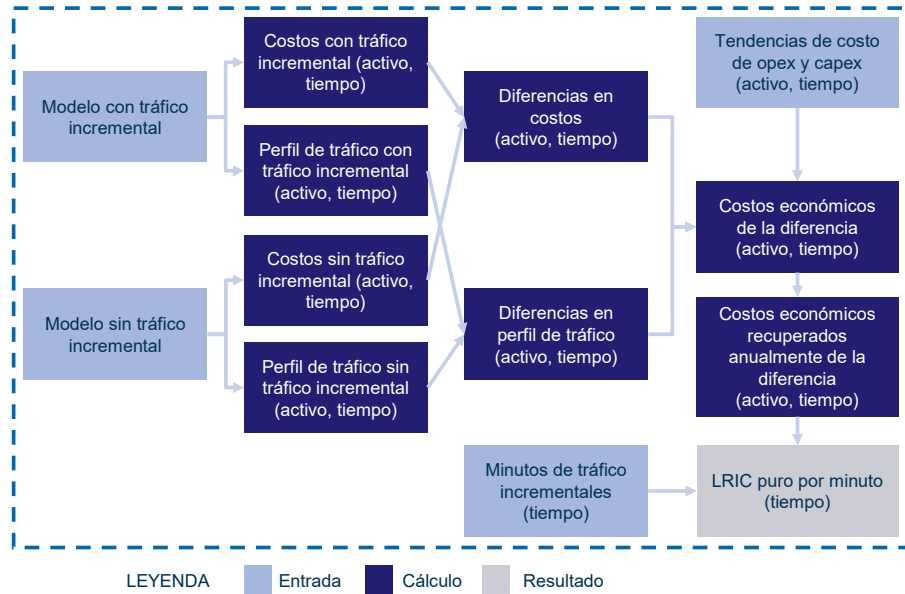 Modelo con tráfico
incremental
Modelo sin tráfico
incremental
Costos con tráfico
incremental (activo,
tiempo)
Perfil de tráfico con
tráfico incremental
(activo, tiempo)
Costos sin tráfico
incremental (activo,
tiempo)
Perfil de tráfico sin
tráfico incremental
(activo, tiempo)
Diferencias en
costos
(activo, tiempo)
Diferencias en
perfil de tráfico
(activo, tiempo)
Minutos de tráfico
incrementales
(tiempo)
Tendencias de costo
de opex y capex
(activo, tiempo)
Costos económicos
de la diferencia
(activo, tiempo)
Costos económicos
recuperados
anualmente de la
diferencia
(activo, tiempo)
LRIC puro por minuto
(tiempo)
LEYENDA
Entrada
Cálculo
Resultado